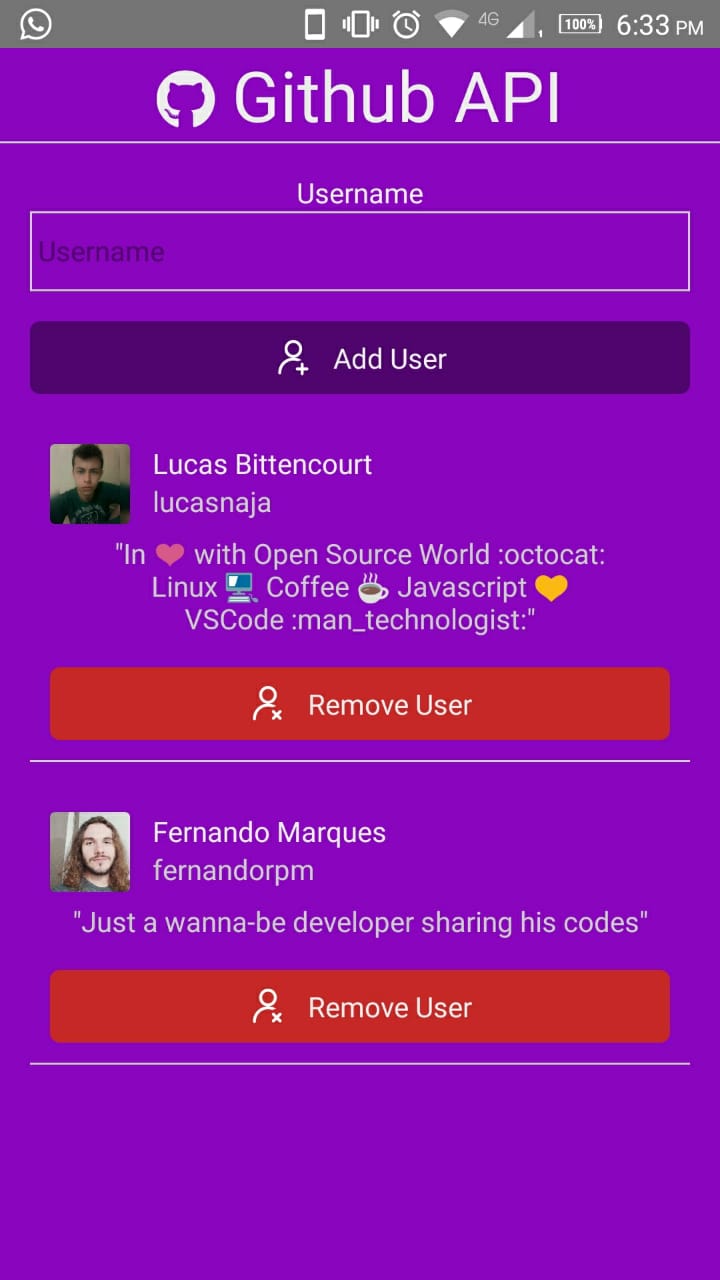 4G 100% 6:33 PM
Github API
Username
Username
Add User
Lucas Bittencourt
lucasnaja
"In ❤ with Open Source World :octocat:
Linux 💻 Coffee ☕ Javascript 💛
VSCode :man_technologist:"
Remove User
Fernando Marques
fernandorpm
"Just a wanna-be developer sharing his codes"
Remove User